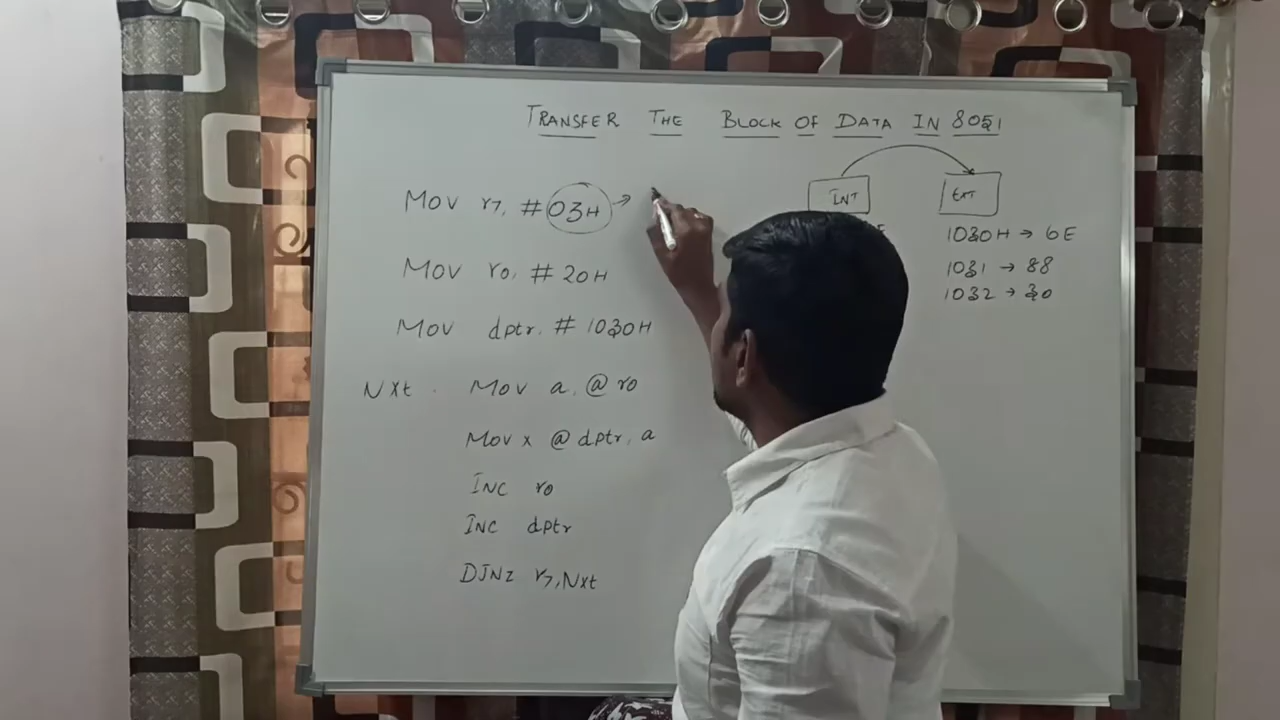 TRANSFER THE BLOCK OF DATA IN 8051
MOV r7, #03H →
MOV r0, #20H
MOV dptr, #1030H
NXt MOV a, @r0
MOVX @dptr, a
INC r0
INC dptr
DJNZ r7, NXt
INT
EXT
1030H → 6E
1031 → 88
1032 → 30